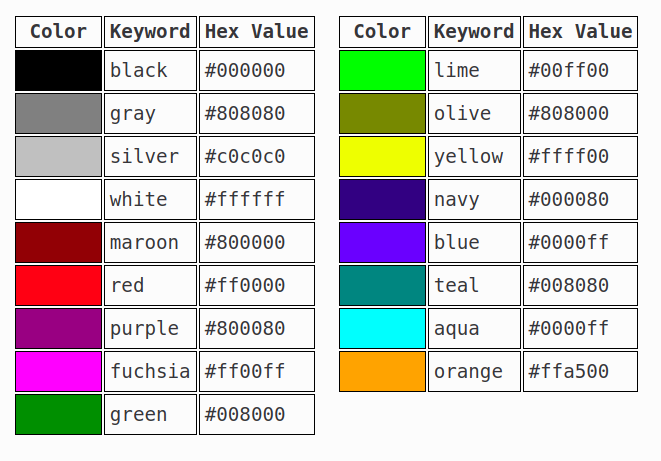 Color Keyword Hex Value
black #000000
gray #808080
silver #c0c0c0
white #ffffff
maroon #800000
red #ff0000
purple #800080
fuchsia #ff00ff
green #008000
Color Keyword Hex Value
lime #00ff00
olive #808000
yellow #ffff00
navy #000080
blue #0000ff
teal #008080
aqua #0000ff
orange #ffa500